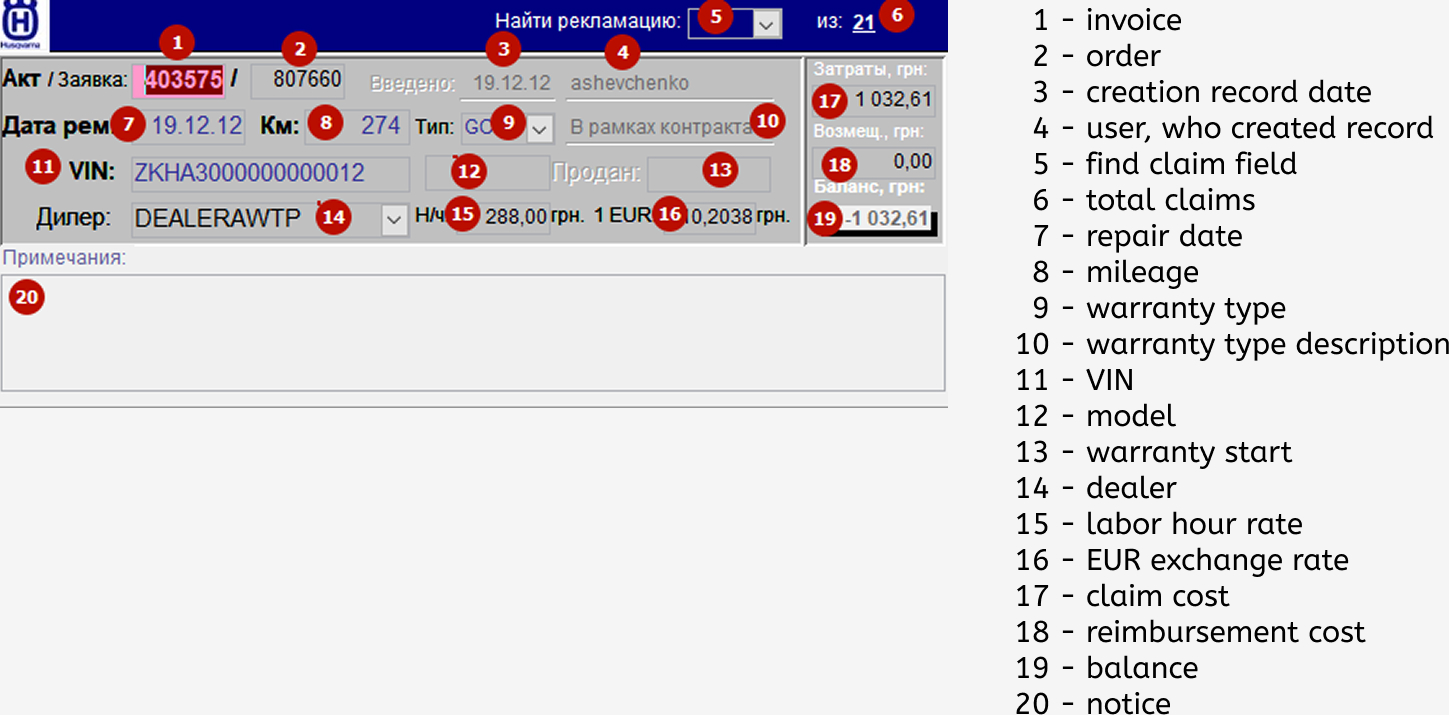 Husqvarna
Найти рекламацию: 5 из: 21 6
1 2 3 4
Акт / Заявка: 403575 / 807660 Введено: 19.12.12 ashevchenko
Дата рем 7 19.12.12 Км: 8 274 Тип: 9 В рамках контракта 10
11 VIN: ZKHA3000000000012 12 Продан: 13
Дилер: DEALERAWTP 14 Н/ч 15 288,00 грн. 1 EUR 16 0,2038 грн.
Затраты, грн:
17 1 032,61
Возмещ., грн:
18 0,00
Баланс, грн:
19 -1 032,61
Примечания:
20
1 - invoice
2 - order
3 - creation record date
4 - user, who created record
5 - find claim field
6 - total claims
7 - repair date
8 - mileage
9 - warranty type
10 - warranty type description
11 - VIN
12 - model
13 - warranty start
14 - dealer
15 - labor hour rate
16 - EUR exchange rate
17 - claim cost
18 - reimbursement cost
19 - balance
20 - notice